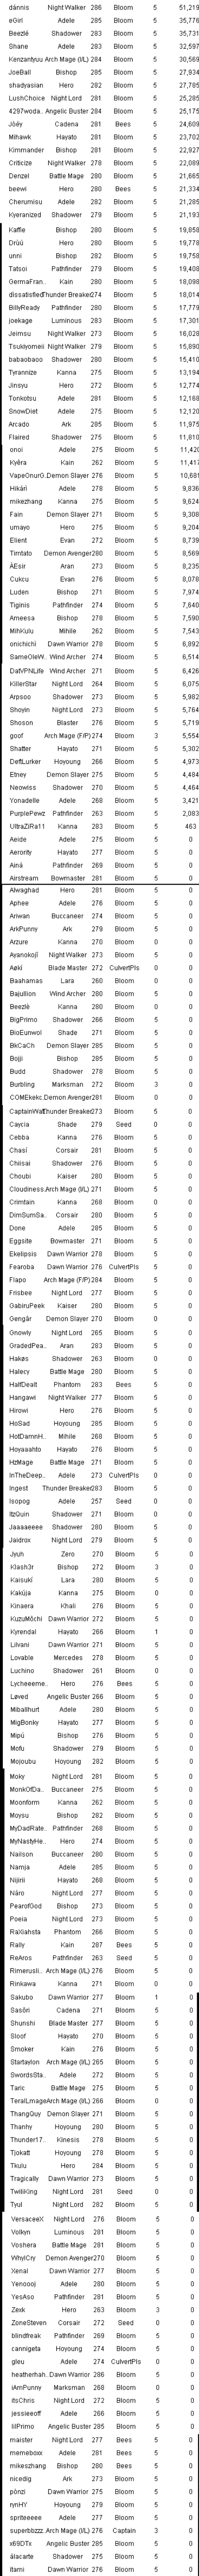 dánnis Night Walker 286 Bloom 5 51,219
eGirl Adele 285 Bloom 5 35,776
Beezlé Shadower 283 Bloom 5 35,731
Shane Adele 283 Bloom 5 32,597
Kenzantyuu Arch Mage (I/L) 284 Bloom 5 30,569
JoeBall Bishop 285 Bloom 5 27,934
shadyasian Hero 282 Bloom 5 27,785
LushChoice Night Lord 281 Bloom 5 25,285
4297woda.. Angelic Buster 284 Bloom 5 25,175
Jôéy Cadena 281 Bees 5 24,609
Mihawk Hayato 281 Bloom 5 23,702
Kimmander Bishop 281 Bloom 5 22,927
Criticize Night Walker 278 Bloom 5 22,089
Denzel Battle Mage 280 Bloom 5 21,665
beewi Hero 280 Bees 5 21,334
Cherumisu Adele 282 Bloom 5 21,285
Kyeranized Shadower 279 Bloom 5 21,193
Kaffle Bishop 280 Bloom 5 19,858
Drùú Hero 280 Bloom 5 19,778
unni Bishop 282 Bloom 5 19,758
Tatsoi Pathfinder 279 Bloom 5 19,408
GermaFran.. Kain 280 Bloom 5 18,098
dissatisfied Thunder Breaker 274 Bloom 5 18,014
BillyReady Pathfinder 280 Bloom 5 17,779
joekage Luminous 283 Bloom 5 17,301
Jeimsu Night Walker 273 Bloom 5 16,028
Tsukiyomeii Night Walker 279 Bloom 5 15,890
babaobaoo Shadower 280 Bloom 5 15,410
Tyrannize Kanna 275 Bloom 5 13,194
Jinsyu Hero 272 Bloom 5 12,774
Tonkotsu Adele 281 Bloom 5 12,168
SnowDiet Adele 275 Bloom 5 12,120
Arcado Ark 285 Bloom 5 11,975
Flaired Shadower 275 Bloom 5 11,810
onoi Adele 275 Bloom 5 11,420
Kyêra Kain 262 Bloom 5 11,417
VapeOnurG. Demon Slayer 276 Bloom 5 10,681
Hikàri Adele 278 Bloom 5 9,836
mikezhang Kanna 275 Bloom 5 9,624
Fain Demon Slayer 271 Bloom 5 9,308
umayo Hero 275 Bloom 5 9,204
Elient Evan 272 Bloom 5 8,739
Timtato Demon Avenger 280 Bloom 5 8,569
ÀEsir Aran 273 Bloom 5 8,235
Cukcu Evan 279 Bloom 5 8,078
Luden Bishop 271 Bloom 5 7,974
Tiginis Pathfinder 274 Bloom 5 7,640
Ameesa Bishop 278 Bloom 5 7,590
MihKulu Mihile 262 Bloom 5 7,543
onichichi Dawn Warrior 278 Bloom 5 6,892
SameOleW.. Wind Archer 274 Bloom 5 6,514
DatVPNLife Wind Archer 271 Bloom 5 6,426
KillerStar Night Lord 264 Bloom 5 6,075
Arpsoo Shadower 273 Bloom 5 5,982
Shoyin Night Lord 273 Bloom 5 5,764
Shoson Blaster 276 Bloom 5 5,719
goof Arch Mage (F/P) 274 Bloom 3 5,554
Shatter Hayato 271 Bloom 5 5,302
DeftLurker Hoyoung 266 Bloom 5 4,973
Etney Demon Slayer 275 Bloom 5 4,484
Neowiss Shadower 270 Bloom 5 4,464
Yonadelle Adele 268 Bloom 5 3,421
PurplePewz Pathfinder 263 Bloom 5 2,083
UltraZiRa11 Kanna 283 Bloom 5 463
Aeide Adele 275 Bloom 5 0
Aerority Hayato 277 Bloom 5 0
Ainá Pathfinder 269 Bloom 5 0
Airstream Bowmaster 281 Bloom 5 0
Alwaghad Hero 281 Bloom 5 0
Aphee Adele 276 Bloom 5 0
Ariwan Buccaneer 274 Bloom 5 0
ArkPunny Ark 279 Bloom 5 0
Arzure Kanna 270 Bloom 0 0
Ayanokojî Night Walker 273 Bloom 5 0
Aøkí Blade Master 272 CulvertPls 0 0
Baahamas Lara 260 Bloom 0 0
Bajullion Wind Archer 280 Bloom 5 0
Beezlë Kanna 260 Bloom 0 0
BigPrimo Shadower 266 Bloom 5 0
BioEunwol Shade 271 Bloom 5 0
BkCaCh Demon Slayer 285 Bloom 5 0
Bojji Bishop 285 Bloom 5 0
Budd Shadower 278 Bloom 5 0
Burbling Marksman 272 Bloom 0 0
COMEkekc. Demon Avenger 281 Bloom 0 0
CaptainWaf. Thunder Breaker 273 Bloom 5 0
Caycia Shade 279 Seed 0 0
Cebba Kanna 276 Bloom 5 0
Chasí Corsair 281 Bloom 5 0
Chiisai Shadower 276 Bloom 5 0
Choubi Kaiser 280 Bloom 5 0
Cloudiness. Arch Mage (I/L) 271 Bloom 5 0
Crimtain Kanna 268 Bloom 0 0
DimSumSa.. Corsair 280 Bloom 5 0
Done Adele 285 Bloom 5 0
Eggsite Bowmaster 271 Bloom 5 0
Ekelipsis Dawn Warrior 278 Bloom 5 0
Fearoba Dawn Warrior 276 CulvertPls 5 0
Flapo Arch Mage (F/P) 284 Bloom 5 0
Frisbee Night Lord 277 Bloom 5 0
GabiruPeek Kaiser 280 Bloom 5 0
Gengår Demon Slayer 270 Bloom 0 0
Gnowly Night Lord 265 Bloom 5 0
GradedPea.. Aran 283 Bloom 5 0
Hakøs Shadower 263 Bloom 0 0
Halecy Battle Mage 280 Bloom 5 0
HalfDealt Phantom 283 Bees 5 0
Hangawi Night Walker 277 Bloom 5 0
Hirowi Hero 276 Bloom 5 0
HoSad Hoyoung 285 Bloom 5 0
HotDamnH.. Mihile 268 Bloom 5 0
Hoyaaahto Hayato 276 Bloom 5 0
HzMage Battle Mage 271 Bloom 5 0
InTheDeep.. Adele 273 CulvertPls 0 0
Ingest Thunder Breaker 283 Bloom 5 0
Isopog Adele 257 Seed 0 0
ItzQuin Shadower 271 Bloom 0 0
Jaaaaeeee Shadower 280 Bloom 5 0
Jaidrox Night Lord 279 Bloom 5 0
Jyuh Zero 270 Bloom 5 0
Klash3r Bishop 272 Bloom 3 0
Kaisukí Lara 280 Bloom 5 0
Kakúja Kanna 275 Bloom 0 0
Kinaera Khali 276 Bloom 5 0
KuzuMôchi Dawn Warrior 272 Bloom 5 0
Kyrendal Hayato 266 Bloom 1 0
Lilvani Dawn Warrior 271 Bloom 5 0
Lovable Mercedes 278 Bloom 5 0
Luchino Shadower 261 Bloom 0 0
Lycheeeme.. Hero 276 Bees 5 0
Løved Angelic Buster 266 Bloom 5 0
Miballhurt Adele 280 Bloom 5 0
MigBonky Hayato 277 Bloom 5 0
Mipú Bishop 276 Bloom 5 0
Mofu Shadower 279 Bloom 5 0
Mojoubu Hoyoung 282 Bloom 5 0
Moky Night Lord 281 Bloom 5 0
MonkOfDa.. Buccaneer 275 Bloom 5 0
Moonform Kanna 262 Bloom 0 0
Moysu Bishop 282 Bloom 5 0
MyDadRate.. Pathfinder 268 Bloom 5 0
MyNastyHe.. Hero 274 Bloom 5 0
Nailson Buccaneer 280 Bloom 5 0
Namja Adele 285 Bloom 5 0
Nijirii Hayato 268 Bloom 5 0
Nâro Night Lord 277 Bloom 5 0
PearofGod Bishop 273 Bloom 5 0
Poeia Night Lord 273 Bloom 5 0
RaXiahsta Phantom 266 Bloom 5 0
Rally Kain 287 Bees 5 0
ReAros Pathfinder 263 Seed 5 0
Rimerusli.. Arch Mage (I/L) 276 Bloom 5 0
Rinkawa Kanna 271 Bloom 0 0
Sakubo Dawn Warrior 277 Bloom 1 0
Sasôri Cadena 271 Bloom 5 0
Shunshi Blade Master 277 Bloom 5 0
Sloof Hayato 270 Bloom 5 0
Smoker Kain 276 Bloom 5 0
Startaylon Arch Mage (I/L) 265 Bloom 5 0
SwordsSta.. Adele 272 Bloom 5 0
Taric Battle Mage 275 Bloom 5 0
TeraILmage Arch Mage (I/L) 266 Bloom 0 0
ThangGuy Demon Slayer 271 Bloom 5 0
Thanhy Hoyoung 280 Bloom 5 0
Thunder17.. Kinesis 278 Bloom 5 0
Tjokatt Hoyoung 278 Bloom 5 0
Tkulu Hero 284 Bloom 5 0
Tragically Dawn Warrior 273 Bloom 5 0
TwiliKing Night Lord 281 Seed 0 0
Tyul Night Lord 282 Bloom 5 0
VersaceeX Night Lord 276 Bloom 5 0
Volkyn Luminous 281 Bloom 5 0
Voshera Battle Mage 281 Bloom 5 0
WhyICry Demon Avenger 270 Bloom 5 0
Xenal Dawn Warrior 277 Bloom 5 0
Yenoooj Adele 280 Bloom 5 0
YesAso Pathfinder 281 Bloom 5 0
Zexk Hero 263 Bloom 3 0
ZoneSteven Corsair 272 Seed 0 0
blindfreak Pathfinder 269 Bloom 5 0
cannigeta Hoyoung 274 Bloom 5 0
gleu Adele 274 CulvertPls 0 0
heatherhah.. Dawn Warrior 286 Bloom 5 0
iAmPunny Marksman 268 Bloom 0 0
itsChris Night Lord 272 Bloom 5 0
jessieeoff Adele 266 Bloom 5 0
lilPrimo Angelic Buster 285 Bloom 5 0
maister Night Lord 277 Bees 5 0
memeboxx Adele 281 Bees 5 0
mikeszhang Bishop 280 Bees 5 0
nicedig Ark 273 Bloom 5 0
pònzi Dawn Warrior 275 Bloom 5 0
rynHY Hoyoung 279 Bloom 5 0
spriteeeee Adele 277 Bloom 5 0
superbbzzz. Arch Mage (I/L) 276 Captain 3 0
x69DTx Angelic Buster 285 Bloom 5 0
álacarte Shadower 275 Bloom 5 0
itami Dawn Warrior 276 Bloom 5 0